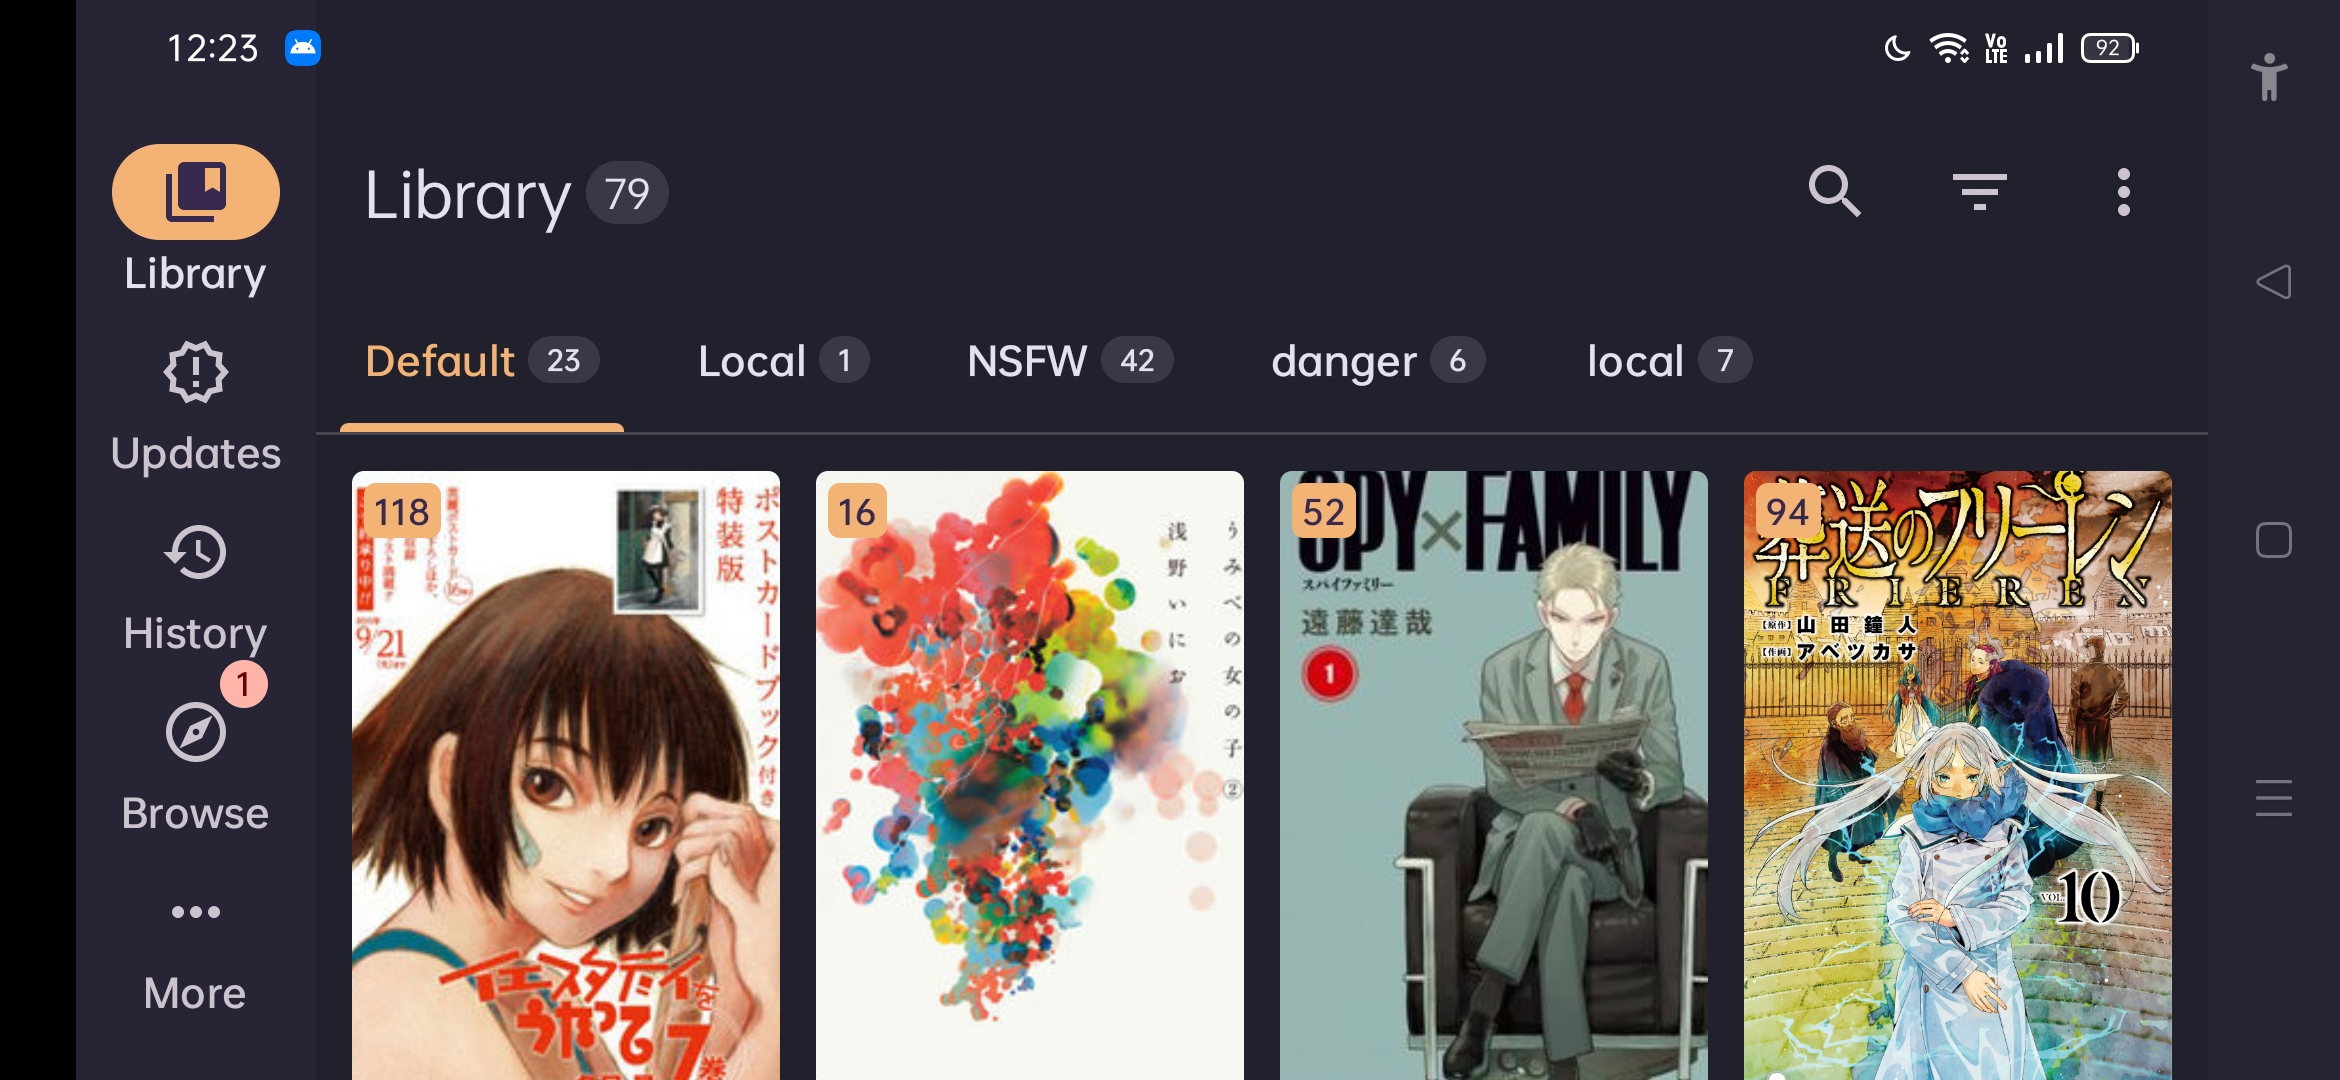 12:23
Vo
LTE
92
Library 79
Library
Updates
History
1
Browse
More
Default 23
Local 1
NSFW 42
danger 6
local 7
118
ポストカードブック付き
特装版
9/21
イエスタデイを
うたって
7巻
16
うみべの女の子 ②
浅野いにお
52
SPY×FAMILY
スパイファミリー
遠藤達哉
1
94
葬送のフリーレン
FRIEREN
[原作] 山田鐘人
[作画] アベツカサ
VOL. 10